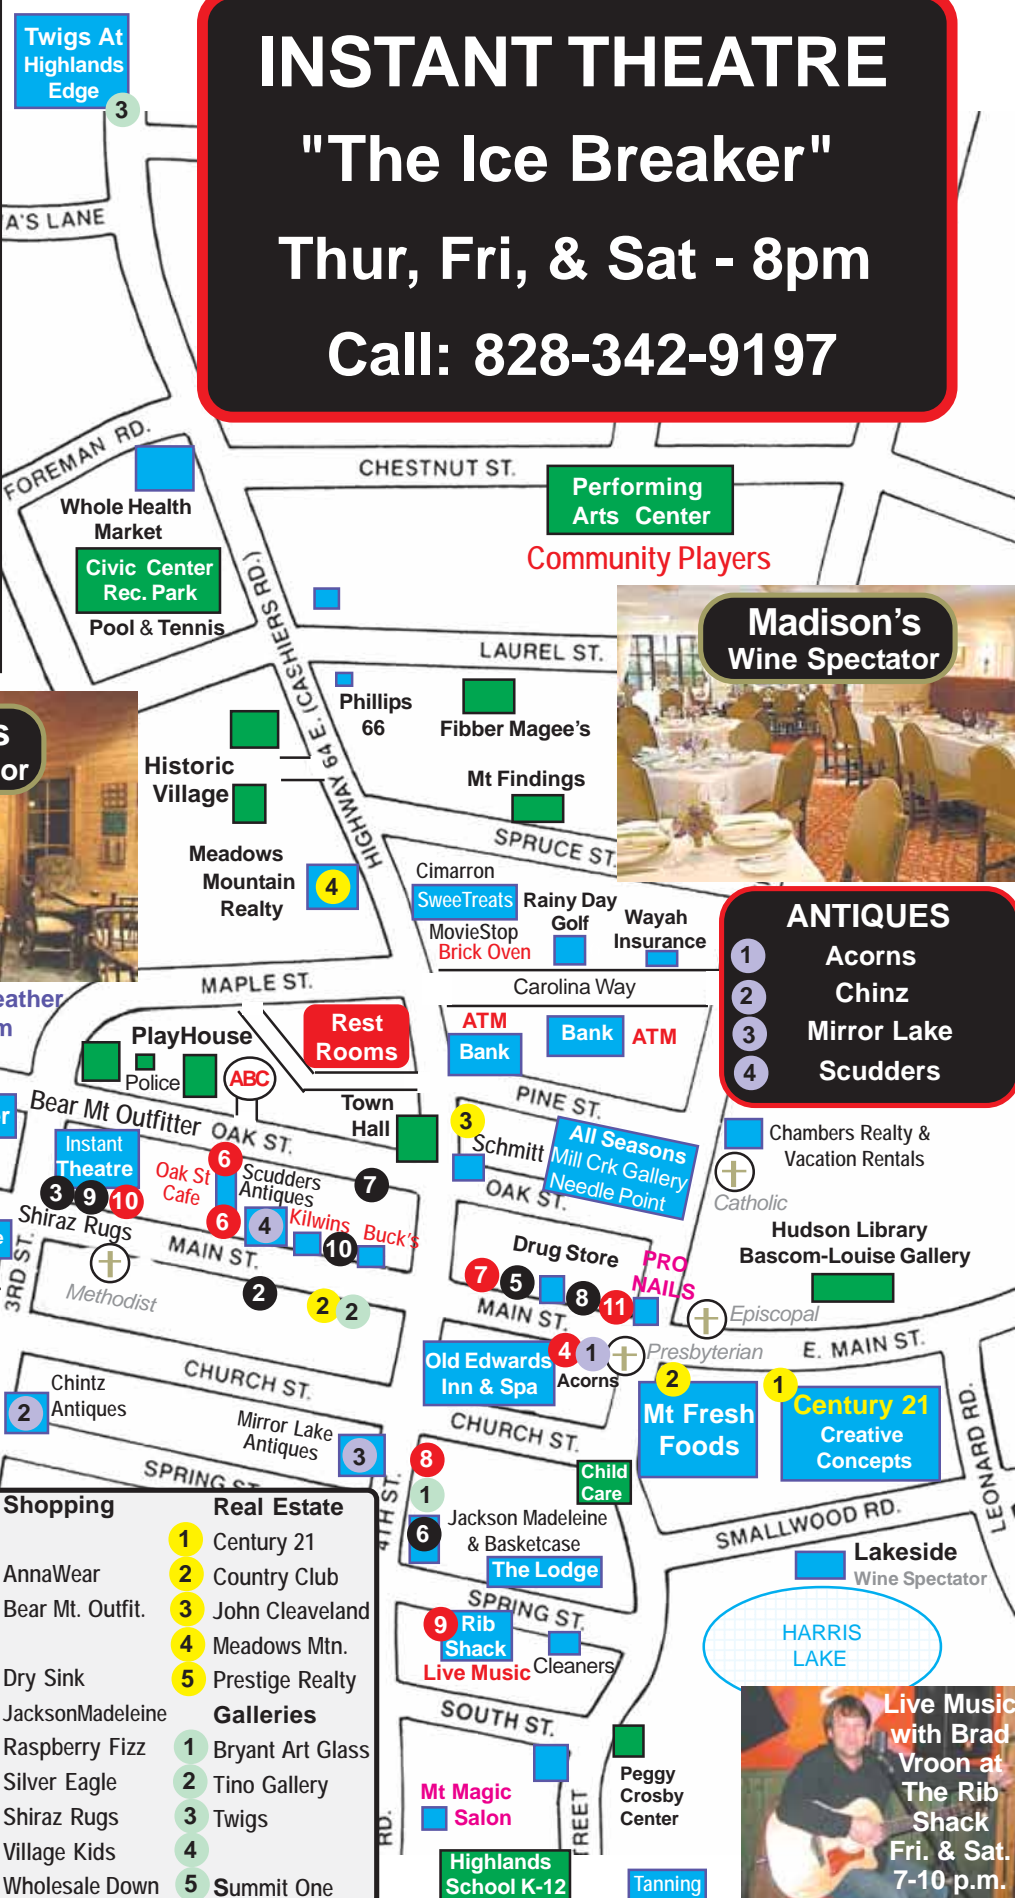 Twigs At
Highlands
Edge
3
INSTANT THEATRE
"The Ice Breaker"
Thur, Fri, & Sat - 8pm
Call: 828-342-9197
A'S LANE
FOREMAN RD.
CHESTNUT ST.
Whole Health
Market
Performing
Arts Center
Community Players
Civic Center
Rec. Park
Pool & Tennis
HIGHWAY 64 E. (CASHIERS RD.)
LAUREL ST.
Madison's
Wine Spectator
Phillips
66
Fibber Magee's
S
or
Historic
Village
Mt Findings
SPRUCE ST.
Meadows
Mountain
Realty
4
Cimarron
SweeTreats
MovieStop
Brick Oven
Rainy Day
Golf
Wayah
Insurance
ANTIQUES
1 Acorns
2 Chinz
3 Mirror Lake
4 Scudders
MAPLE ST.
Carolina Way
eather
m
PlayHouse
Police
ABC
Rest
Rooms
ATM
Bank
Bank
ATM
Town
Hall
PINE ST.
r
Bear Mt Outfitter
OAK ST.
3
Schmitt
All Seasons
Mill Crk Gallery
Needle Point
Chambers Realty &
Vacation Rentals
Catholic
Instant
Theatre
Oak St
Cafe
6
Scudders
Antiques
7
OAK ST.
3
9
10
6
4
Kilwins
10
Buck's
e
Shiraz Rugs
3RD ST.
MAIN ST.
Methodist
Hudson Library
Bascom-Louise Gallery
Drug Store
PRO
NAILS
7
5
8
11
MAIN ST.
Episcopal
2
2
2
Old Edwards
Inn & Spa
4
1
Acorns
Presbyterian
E. MAIN ST.
CHURCH ST.
Chintz
Antiques
2
Mirror Lake
Antiques
3
2
Mt Fresh
Foods
1
Century 21
Creative
Concepts
CHURCH ST.
LEONARD RD.
SPRING ST.
4TH ST.
8
1
6
Child
Care
Jackson Madeleine
& Basketcase
The Lodge
SMALLWOOD RD.
Lakeside
Wine Spectator
HARRIS
LAKE
SPRING ST.
9
Rib
Shack
Live Music
Cleaners
SOUTH ST.
Mt Magic
Salon
Peggy
Crosby
Center
RD.
TREET
Highlands
School K-12
Tanning
Live Music
with Brad
Vroon at
The Rib
Shack
Fri. & Sat.
7-10 p.m.
Shopping
AnnaWear
Bear Mt. Outfit.
Dry Sink
JacksonMadeleine
Raspberry Fizz
Silver Eagle
Shiraz Rugs
Village Kids
Wholesale Down
Real Estate
1 Century 21
2 Country Club
3 John Cleaveland
4 Meadows Mtn.
5 Prestige Realty
Galleries
1 Bryant Art Glass
2 Tino Gallery
3 Twigs
4
5 Summit One